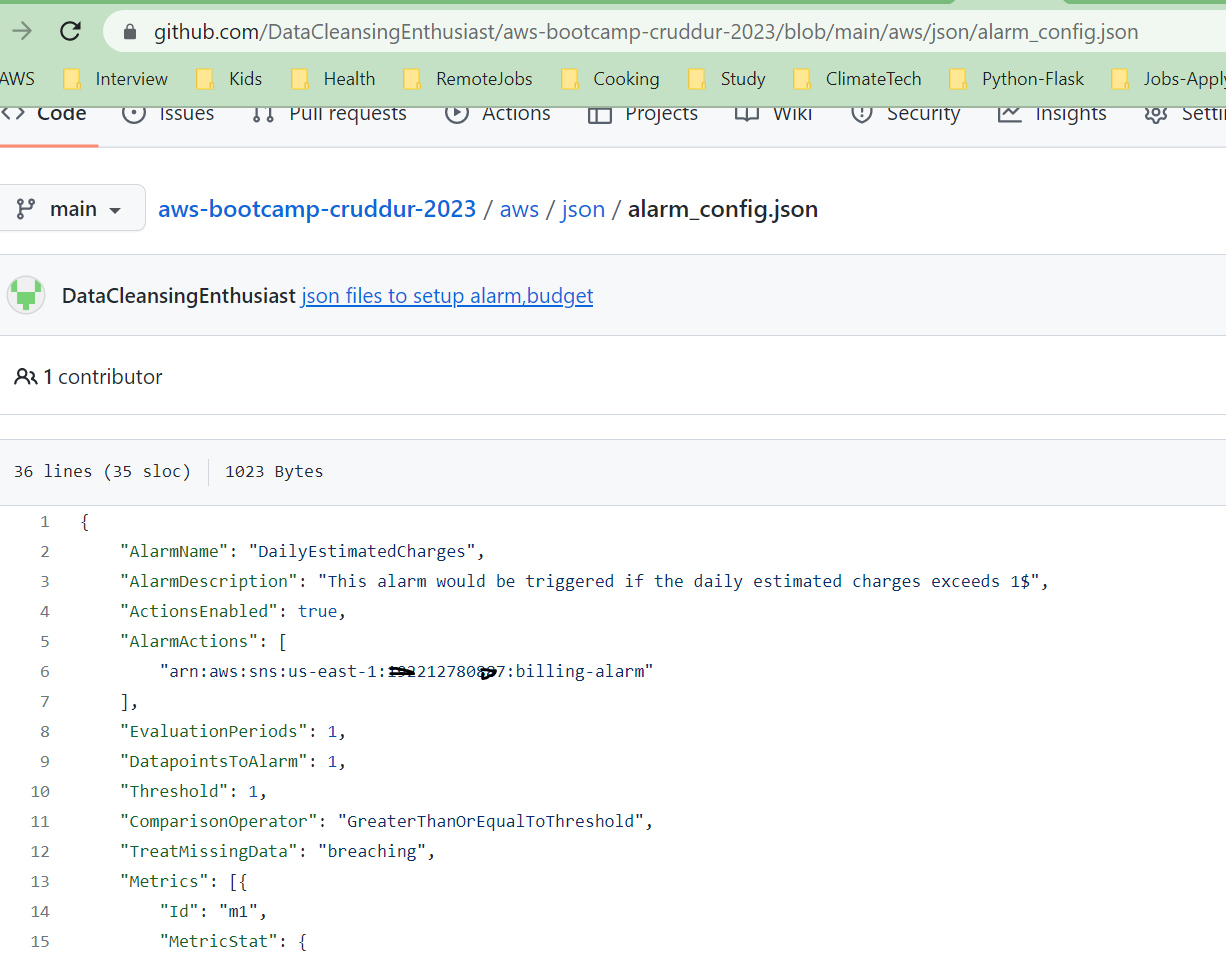 github.com/DataCleansingEnthusiast/aws-bootcamp-cruddur-2023/blob/main/aws/json/alarm_config.json
AWS Interview Kids Health RemoteJobs Cooking Study ClimateTech Python-Flask Jobs-Apply
Code Issues Pull requests Actions Projects Wiki Security Insights Setti
main aws-bootcamp-cruddur-2023 / aws / json / alarm_config.json
DataCleansingEnthusiast json files to setup alarm,budget
1 contributor
36 lines (35 sloc) 1023 Bytes
1 {
2 "AlarmName": "DailyEstimatedCharges",
3 "AlarmDescription": "This alarm would be triggered if the daily estimated charges exceeds 1$",
4 "ActionsEnabled": true,
5 "AlarmActions": [
6 "arn:aws:sns:us-east-1:2212780 7:billing-alarm"
7 ],
8 "EvaluationPeriods": 1,
9 "DatapointsToAlarm": 1,
10 "Threshold": 1,
11 "ComparisonOperator": "GreaterThanOrEqualToThreshold",
12 "TreatMissingData": "breaching",
13 "Metrics": [{
14 "Id": "m1",
15 "MetricStat": {